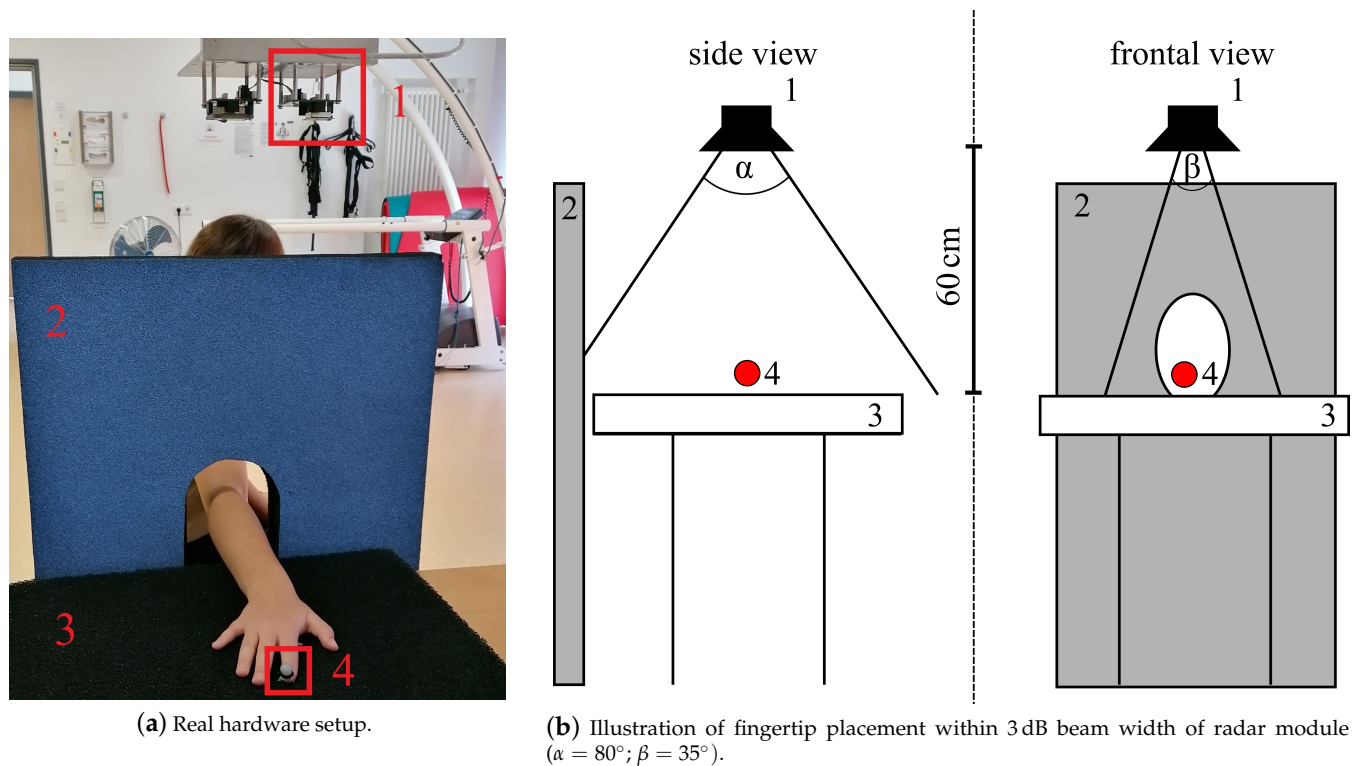 1
2
3
4
(a) Real hardware setup.
side view
1
α
2
4
3
60 cm
frontal view
1
β
2
4
3
(b) Illustration of fingertip placement within 3 dB beam width of radar module
(α = 80°; β = 35°).